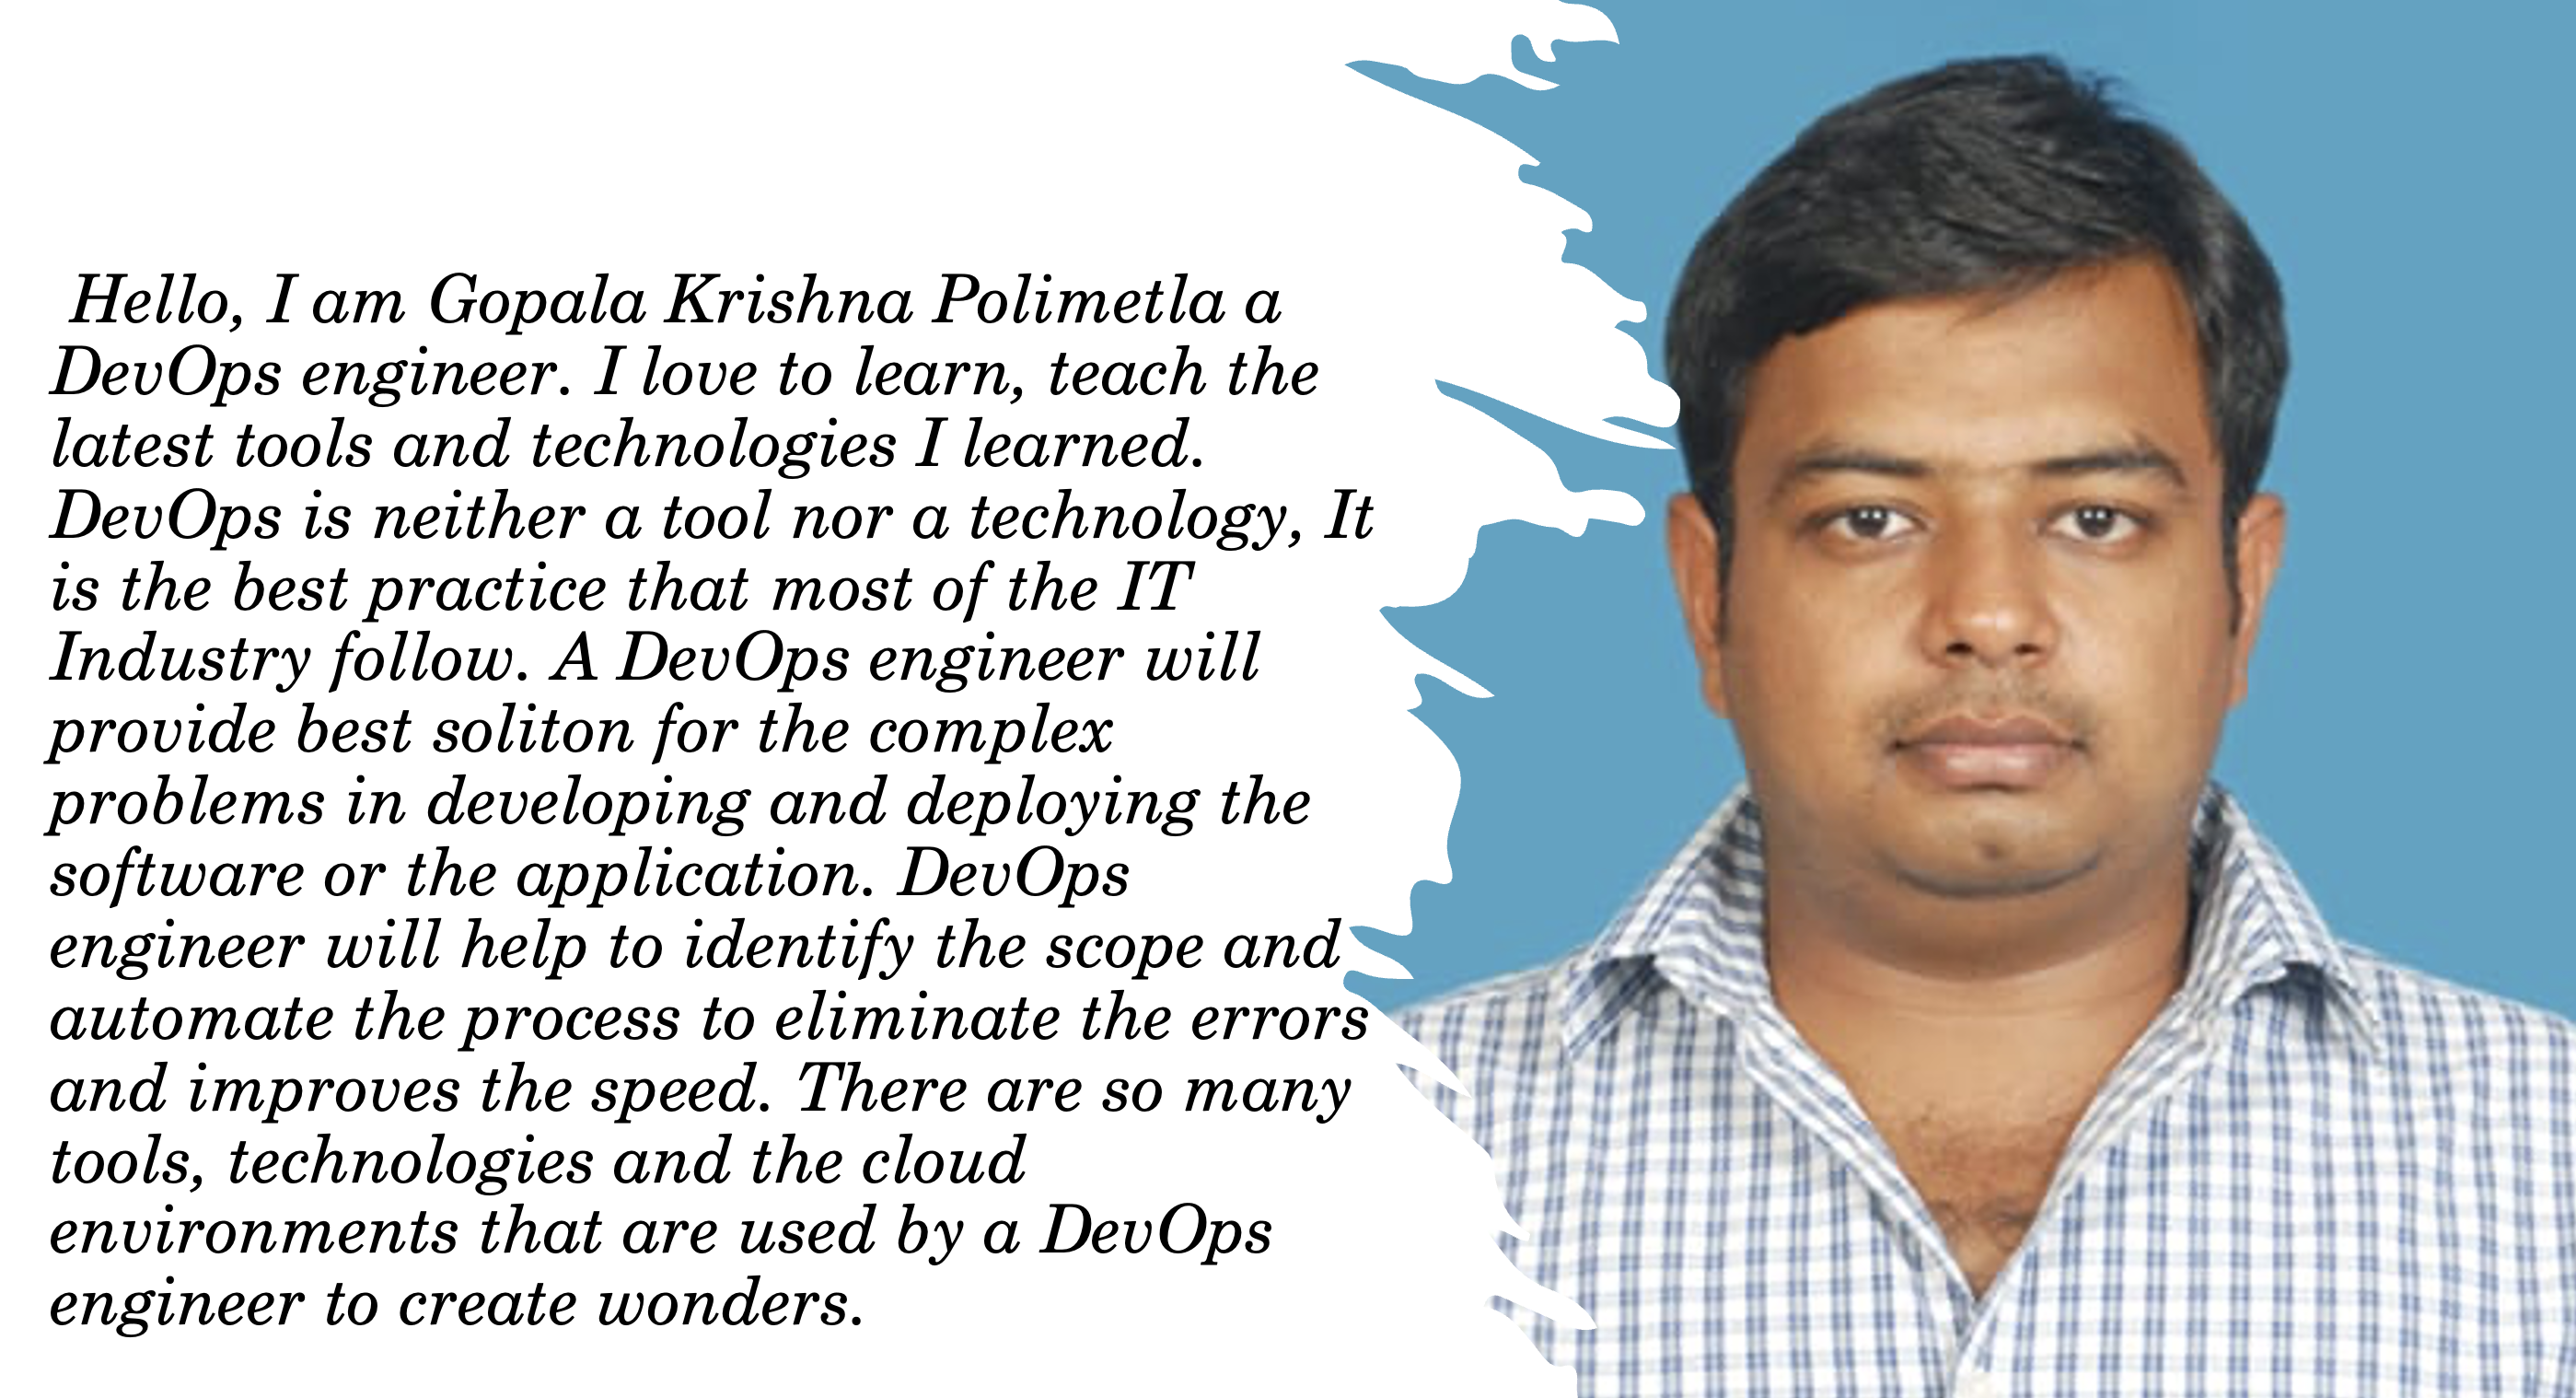 Hello, I am Gopala Krishna Polimetla a
DevOps engineer. I love to learn, teach the
latest tools and technologies I learned.
DevOps is neither a tool nor a technology, It
is the best practice that most of the IT
Industry follow. A DevOps engineer will
provide best soliton for the complex
problems in developing and deploying the
software or the application. DevOps
engineer will help to identify the scope and
automate the process to eliminate the errors
and improves the speed. There are so many
tools, technologies and the cloud
environments that are used by a DevOps
engineer to create wonders.